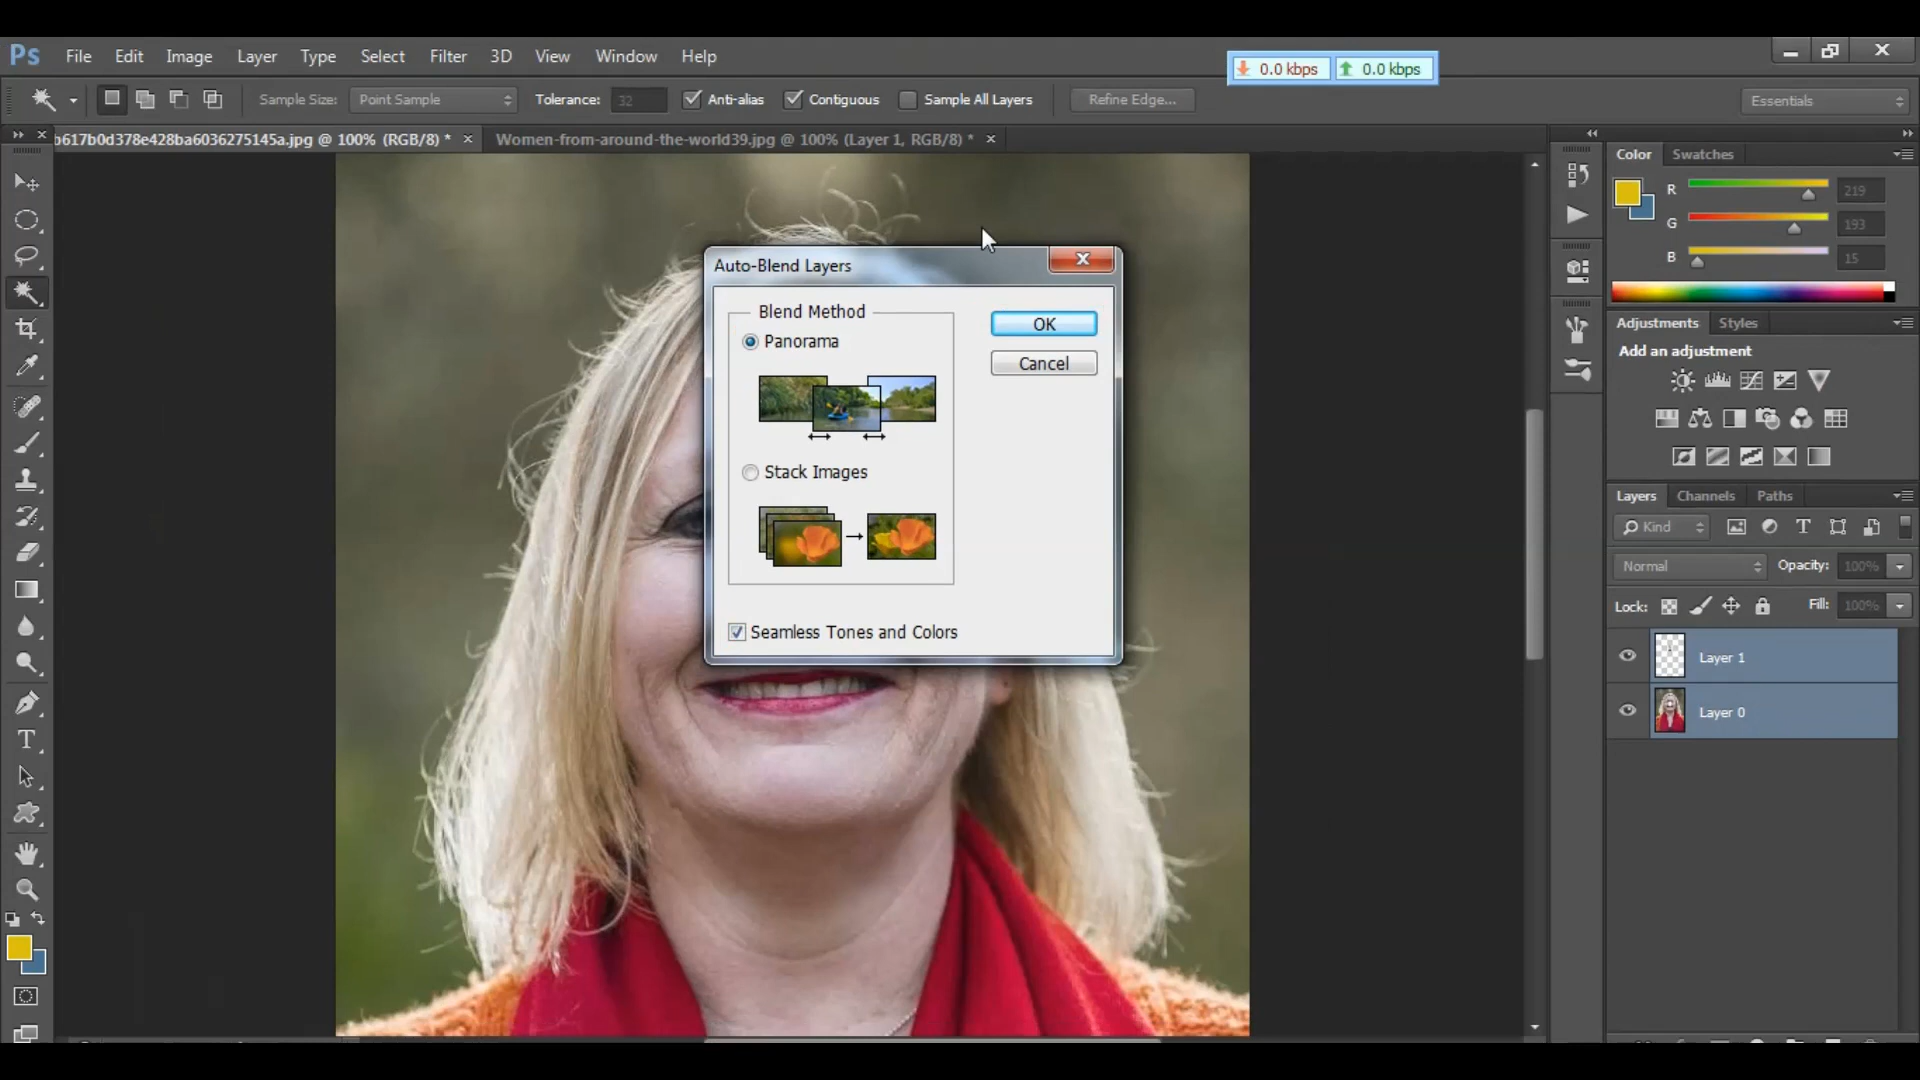 Ps File Edit Image Layer Type Select Filter 3D View Window Help
0.0 kbps 0.0 kbps
Sample Size: Point Sample Tolerance: 32 Anti-alias Contiguous Sample All Layers Refine Edge... Essentials
b617b0d378e428ba6036275145a.jpg @ 100% (RGB/8) * Women-from-around-the-world39.jpg @ 100% (Layer 1, RGB/8) *
Color Swatches
R 219
G 193
B 15
Adjustments Styles
Add an adjustment
Layers Channels Paths
Kind
Normal Opacity: 100%
Lock: Fill: 100%
Layer 1
Layer 0
Auto-Blend Layers
Blend Method
Panorama
OK
Cancel
Stack Images
Seamless Tones and Colors
T